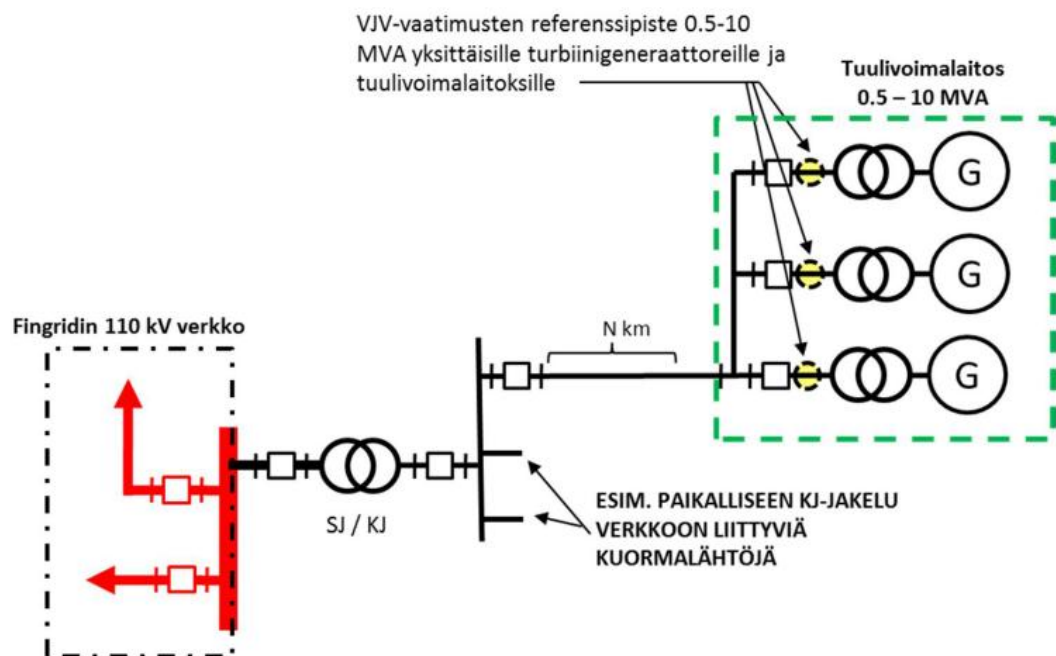 VJV-vaatimusten referenssipiste 0.5-10
MVA yksittäisille turbiinigeneraattoreille ja
tuulivoimalaitoksille
Tuulivoimalaitos
0.5 – 10 MVA
G
G
G
N km
Fingridin 110 kV verkko
SJ / KJ
ESIM. PAIKALLISEEN KJ-JAKELU
VERKKOON LIITTYVIÄ
KUORMALÄHTÖJÄ